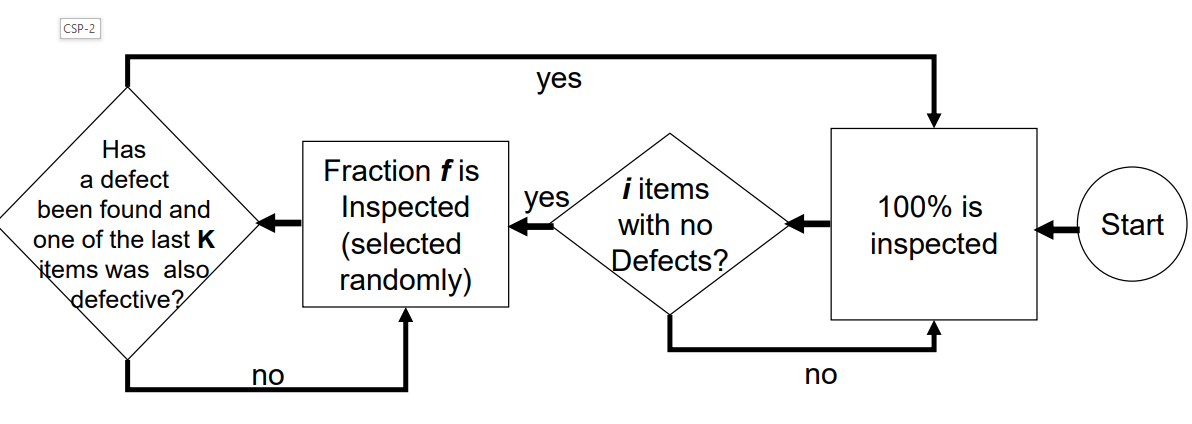 CSP-2
yes
Has
a defect
been found and
one of the last K
items was also
defective?
no
Fraction f is
Inspected
(selected
randomly)
yes
i items
with no
Defects?
no
100% is
inspected
Start